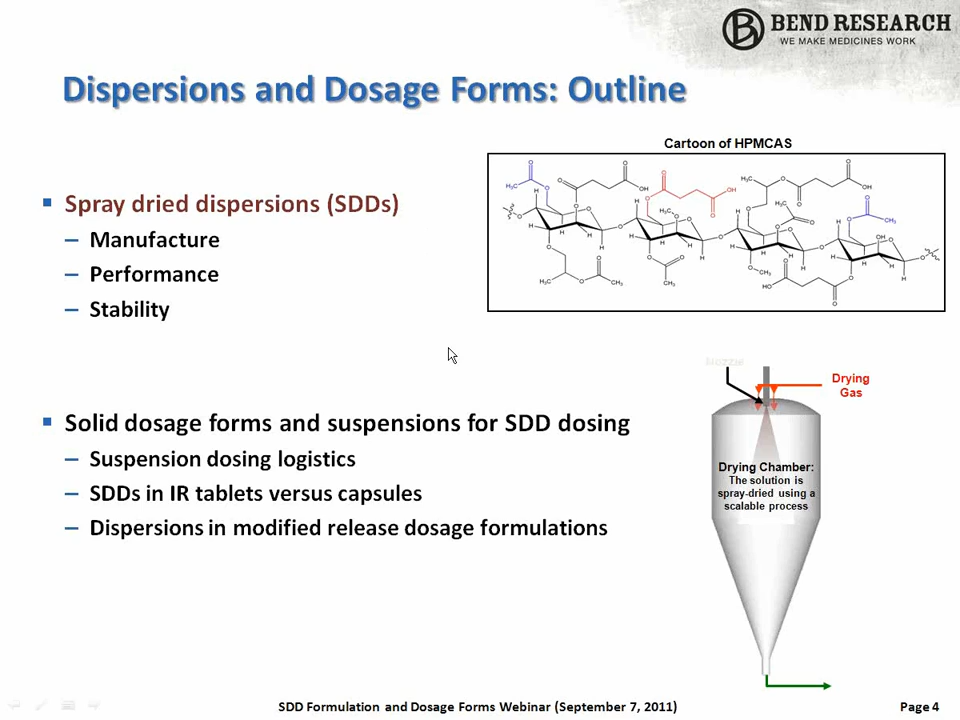 BEND RESEARCH
WE MAKE MEDICINES WORK
Dispersions and Dosage Forms: Outline
Spray dried dispersions (SDDs)
– Manufacture
– Performance
– Stability
Cartoon of HPMCAS
Solid dosage forms and suspensions for SDD dosing
– Suspension dosing logistics
– SDDs in IR tablets versus capsules
– Dispersions in modified release dosage formulations
Nozzle
Drying
Gas
Drying Chamber:
The solution is
spray-dried using a
scalable process
SDD Formulation and Dosage Forms Webinar (September 7, 2011)
Page 4